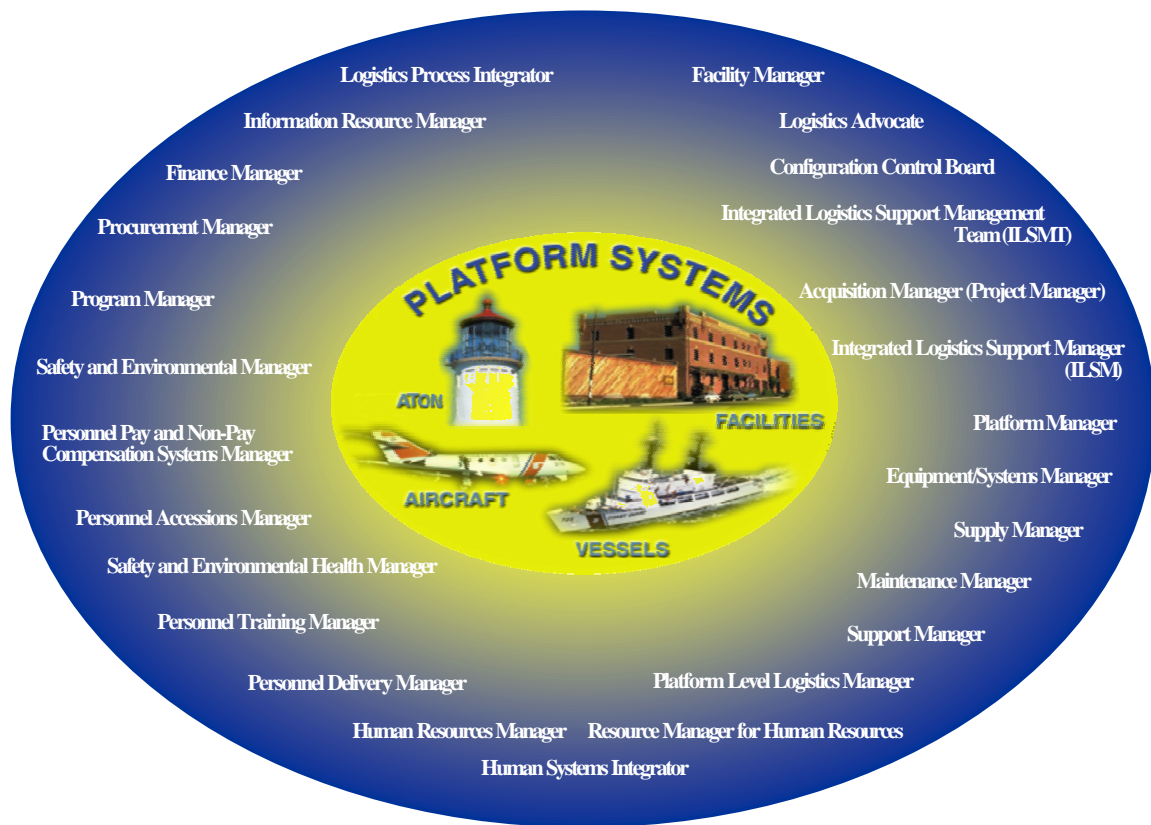 Logistics Process Integrator
Facility Manager
Information Resource Manager
Logistics Advocate
Finance Manager
Configuration Control Board
Procurement Manager
Integrated Logistics Support Management
Team (ILSMT)
Program Manager
Acquisition Manager (Project Manager)
Safety and Environmental Manager
Integrated Logistics Support Manager
(ILSM)
Personnel Pay and Non-Pay
Compensation Systems Manager
Platform Manager
Equipment/Systems Manager
Personnel Accessions Manager
Supply Manager
Safety and Environmental Health Manager
Maintenance Manager
Personnel Training Manager
Support Manager
Personnel Delivery Manager
Platform Level Logistics Manager
Human Resources Manager
Resource Manager for Human Resources
Human Systems Integrator
PLATFORM SYSTEMS
ATON
FACILITIES
AIRCRAFT
VESSELS